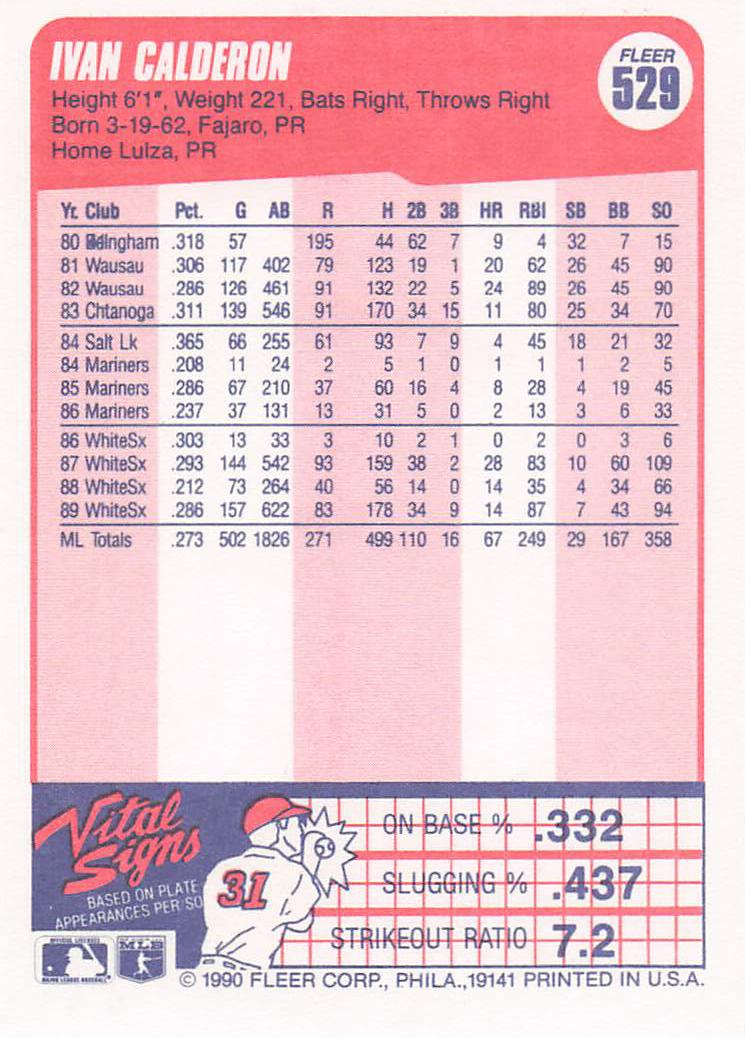 IVAN CALDERON
FLEER
529
Height 6'1", Weight 221, Bats Right, Throws Right
Born 3-19-62, Fajaro, PR
Home Lulza, PR
Yr. Club Pct. G AB R H 2B 3B HR RBI SB BB SO
80 .318 57 195 44 62 7 9 4 32 7 15
81 Wausau .306 117 402 79 123 19 1 20 62 26 45 90
82 Wausau .286 126 461 91 132 22 5 24 89 26 45 90
83 Chtanoga .311 139 546 91 170 34 15 11 80 25 34 70
84 Salt Lk .365 66 255 61 93 7 9 4 45 18 21 32
84 Mariners .208 11 24 2 5 1 0 1 1 1 2 5
85 Mariners .286 67 210 37 60 16 4 8 28 4 19 45
86 Mariners .237 37 131 13 31 5 0 2 13 3 6 33
86 WhiteSx .303 13 33 3 10 2 1 0 2 0 3 6
87 WhiteSx .293 144 542 93 159 38 2 28 83 10 60 109
88 WhiteSx .212 73 264 40 56 14 0 14 35 4 34 66
89 WhiteSx .286 157 622 83 178 34 9 14 87 7 43 94
ML Totals .273 502 1826 271 499 110 16 67 249 29 167 358
Vital Signs
BASED ON PLATE
APPEARANCES PER SO
31
ON BASE % .332
SLUGGING % .437
STRIKEOUT RATIO 7.2
OFFICIAL LICENSEE
MAJOR LEAGUE BASEBALL
MLB
© 1990 FLEER CORP., PHILA.,19141 PRINTED IN U.S.A.